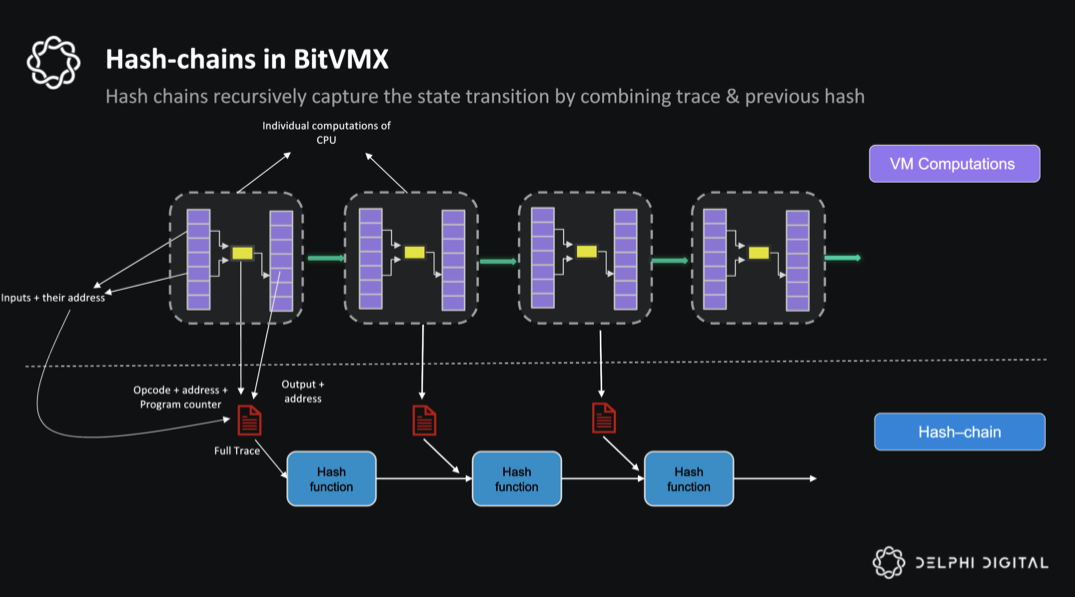 Hash-chains in BitVMX
Hash chains recursively capture the state transition by combining trace & previous hash
Individual computations of
CPU
VM Computations
Inputs + their address
Opcode + address +
Program counter
Output +
address
Full Trace
Hash–chain
Hash
function
Hash
function
Hash
function
DELPHI DIGITAL